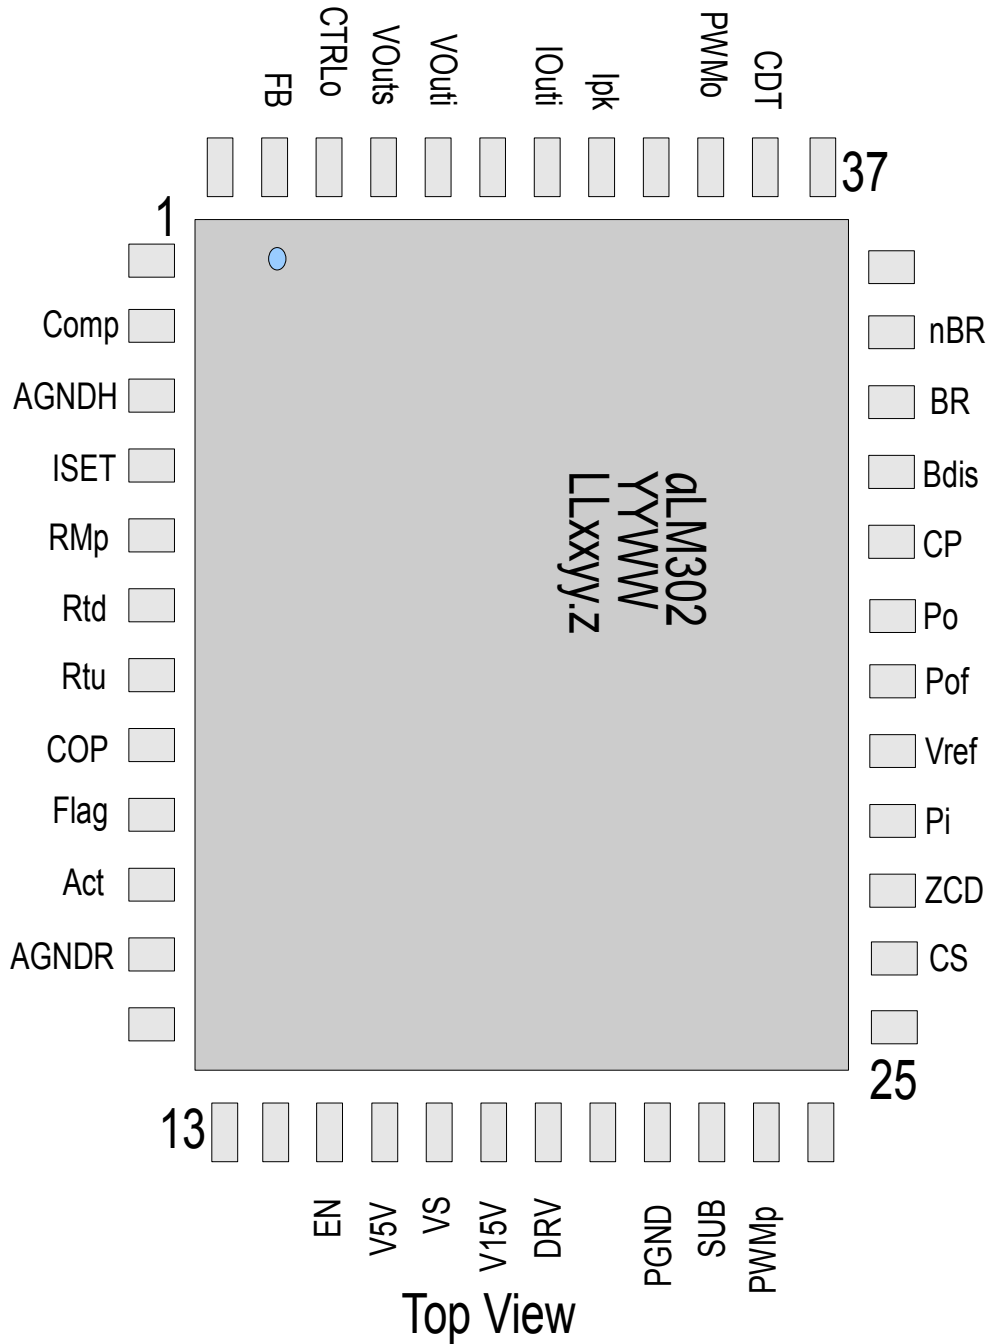 FB
CTRLo
VOuts
VOuti
IOuti
Ipk
PWMo
CDT
37
1
Comp
AGNDH
ISET
RMp
Rtd
Rtu
COP
Flag
Act
AGNDR
aLM302
YYWW
LLxxyy.z
nBR
BR
Bdis
CP
Po
Pof
Vref
Pi
ZCD
CS
25
13
EN
V5V
VS
V15V
DRV
PGND
SUB
PWMp
Top View